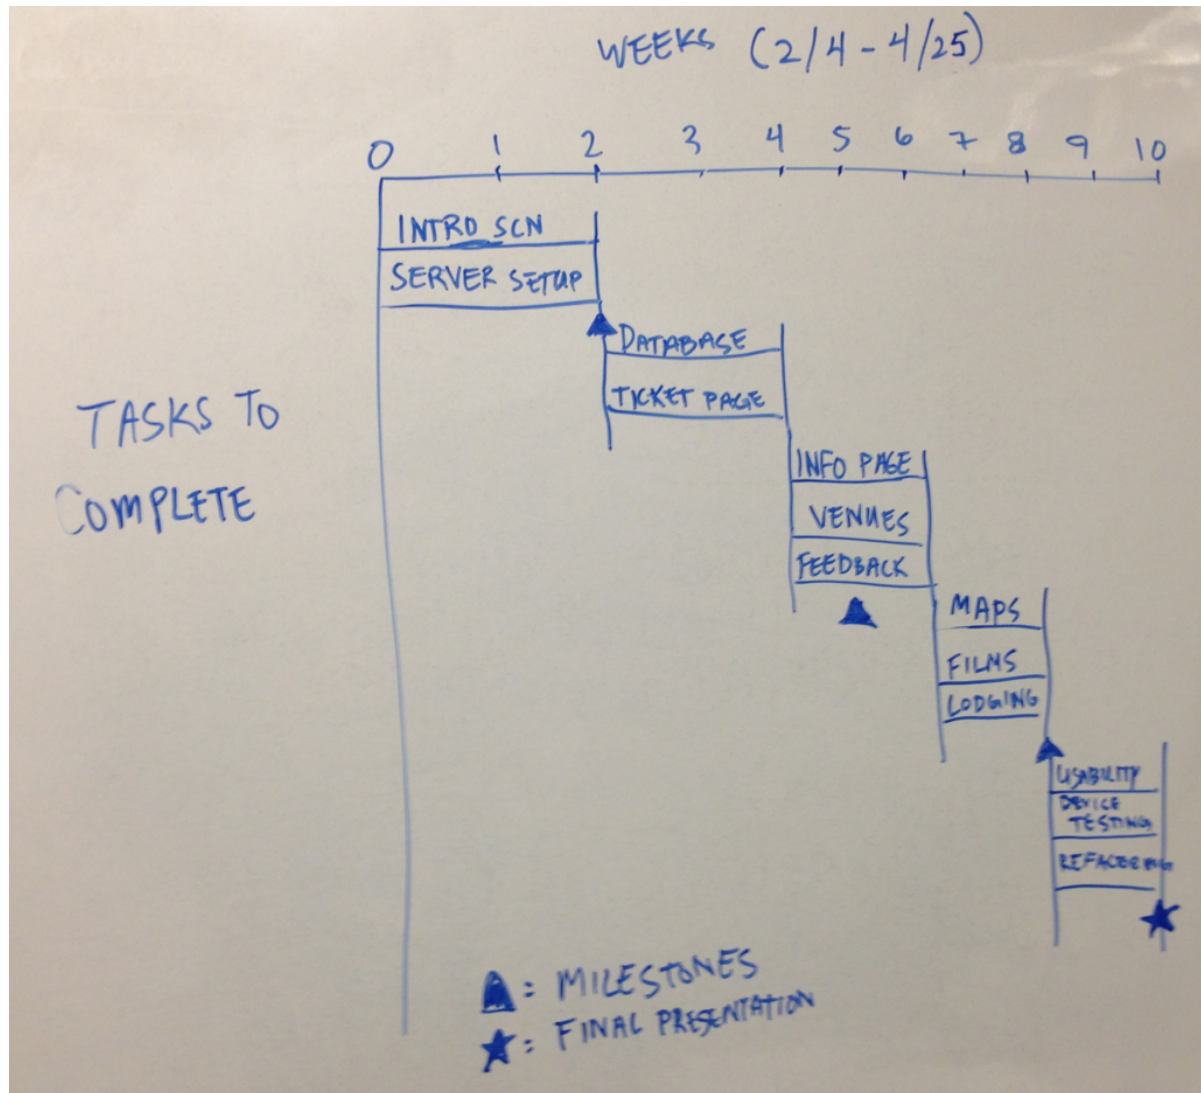 WEEKS (2/4 - 4/25)
0 1 2 3 4 5 6 7 8 9 10
INTRO SCN
SERVER SETUP
DATABASE
TICKET PAGE
TASKS TO
COMPLETE
INFO PAGE
VENUES
FEEDBACK
MAPS
FILMS
LODGING
USABILITY
DEVICE
TESTING
REFACTORING
▲ = MILESTONES
★ = FINAL PRESENTATION